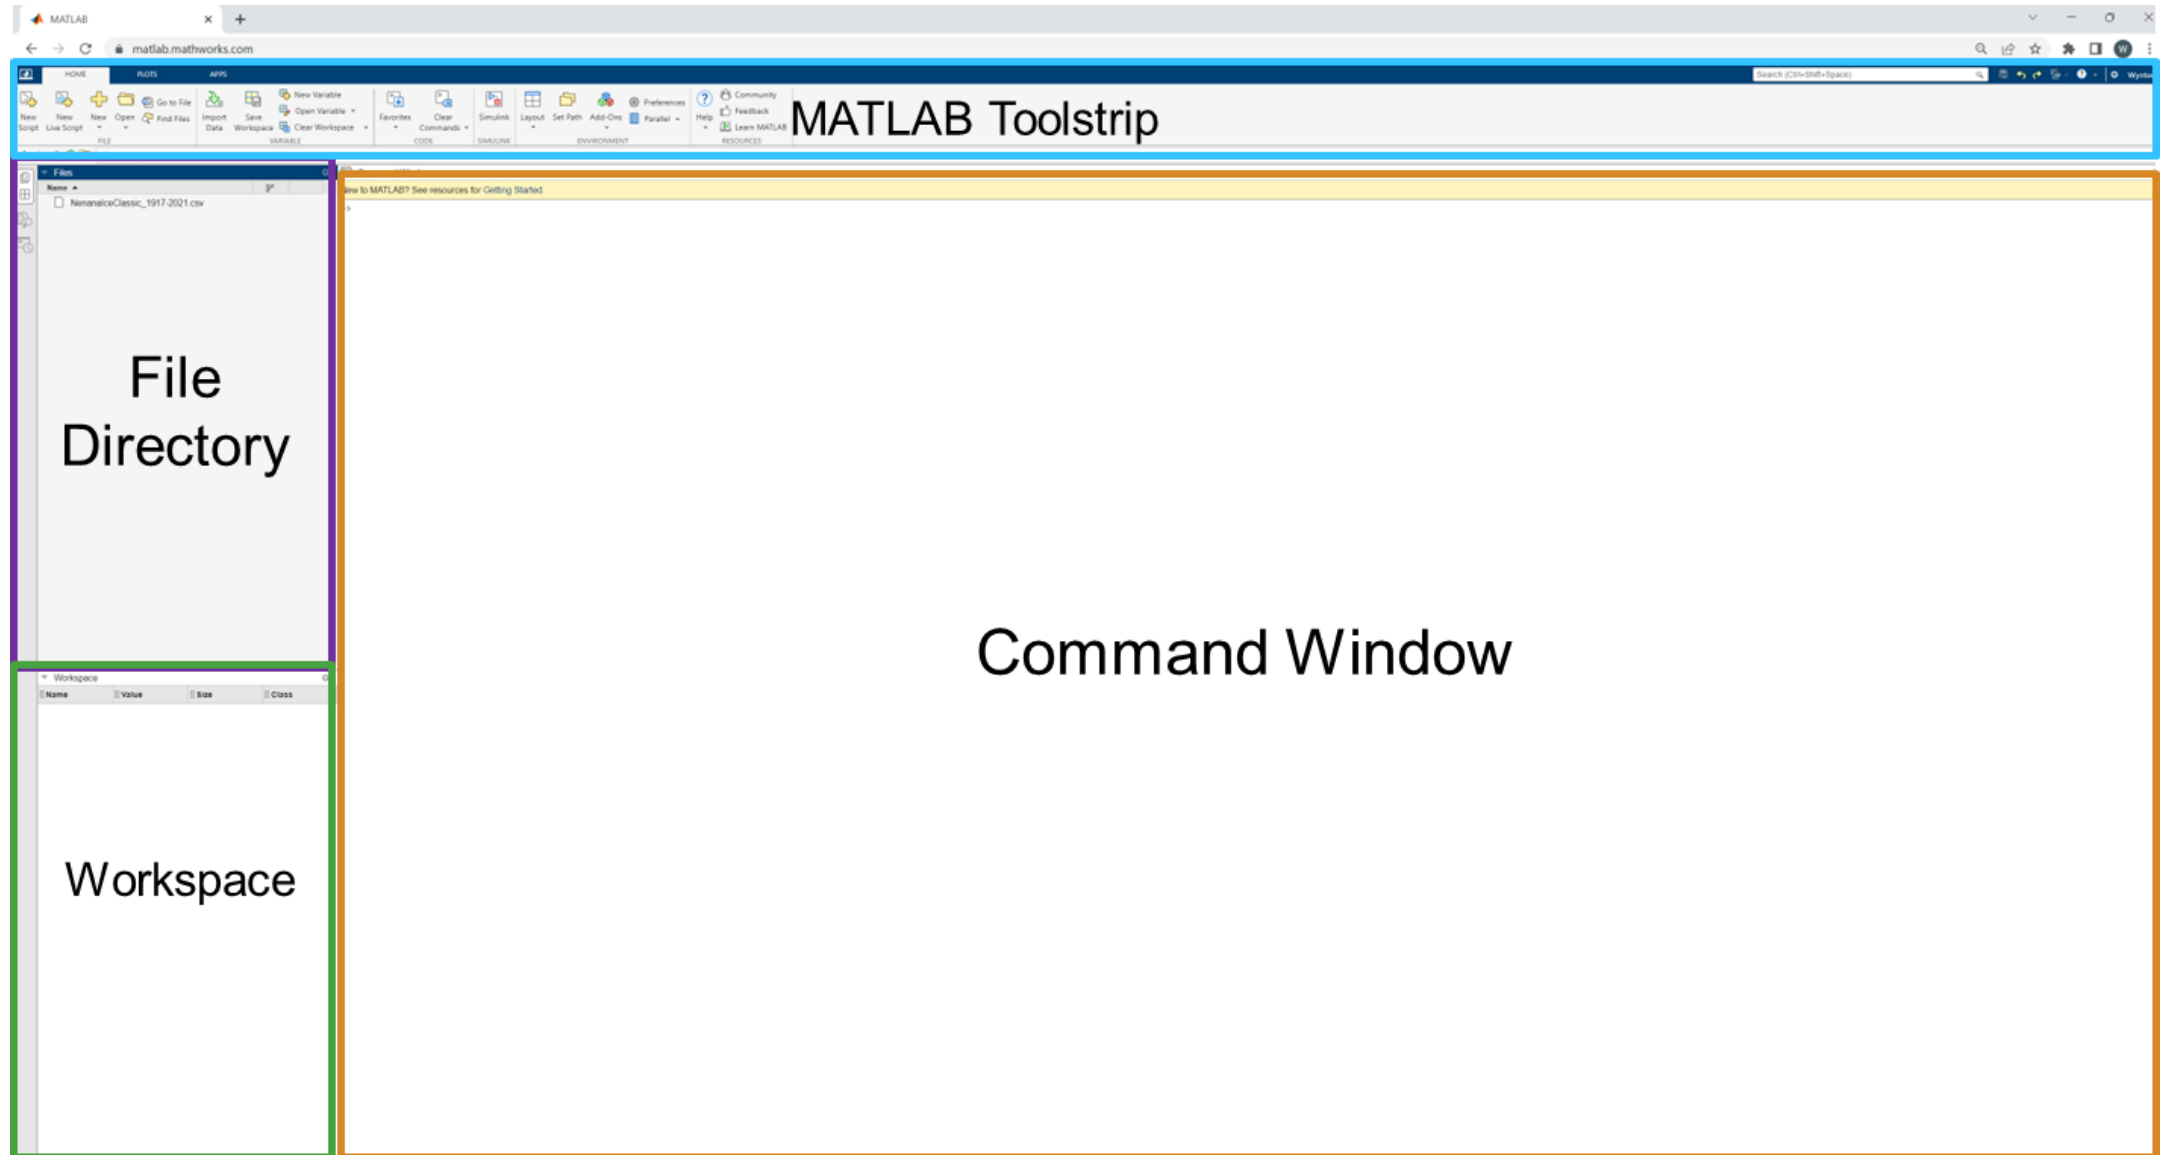 MATLAB
matlab.mathworks.com
W
HOME PLOTS APPS
Search (Ctrl+Shift+Space)
New Script
New Live Script
New
Open
Go to File
Find Files
FILE
Import Data
Save Workspace
New Variable
Open Variable
Clear Workspace
VARIABLE
Favorites
Clear Commands
CODE
Simulink
SIMULINK
Layout
Set Path
Add-Ons
Preferences
Parallel
ENVIRONMENT
Help
Community
Feedback
Learn MATLAB
RESOURCES
MATLAB Toolstrip
Files
Name
NenanaIceClassic_1917-2021.csv
File
Directory
Workspace
Name Value Size Class
Workspace
New to MATLAB? See resources for Getting Started.
Command Window